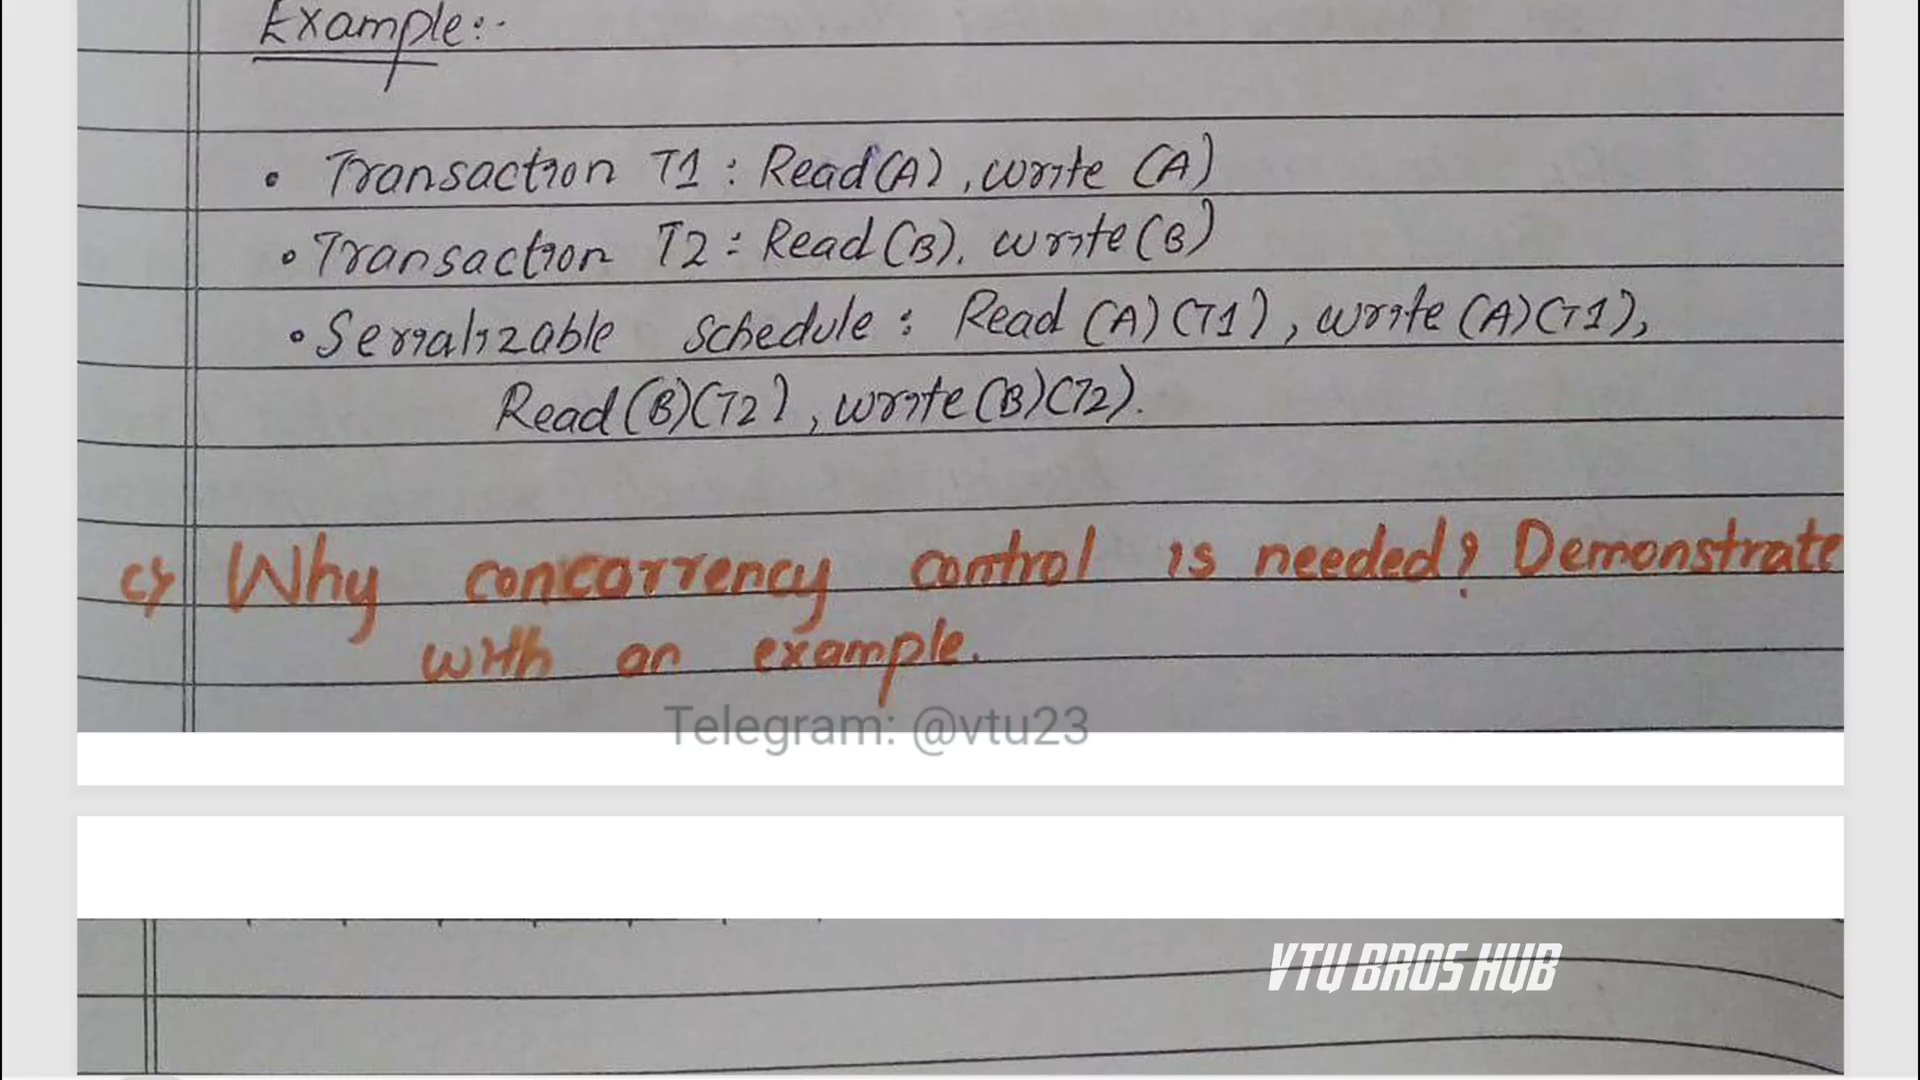 Example:-
• Transaction T1 : Read(A), write (A)
• Transaction T2 : Read(B), write(B)
• Serializable schedule : Read (A)(T1), write(A)(T1),
Read(B)(T2), write(B)(T2).
c) Why concurrency control is needed? Demonstrate
with an example.
Telegram: @vtu23
VTU BROS HUB